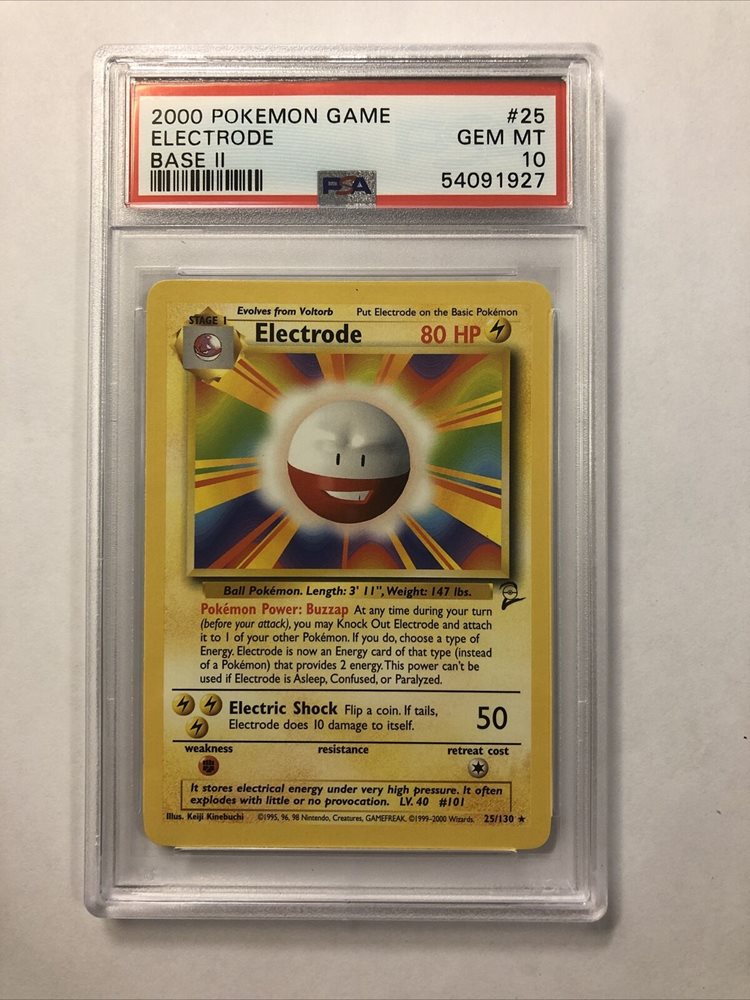 2000 POKEMON GAME #25
ELECTRODE GEM MT
BASE II 10
PSA
54091927
Evolves from Voltorb Put Electrode on the Basic Pokémon
STAGE 1
Electrode 80 HP
Ball Pokémon. Length: 3' 11", Weight: 147 lbs.
Pokémon Power: Buzzap At any time during your turn
(before your attack), you may Knock Out Electrode and attach
it to 1 of your other Pokémon. If you do, choose a type of
Energy. Electrode is now an Energy card of that type (instead
of a Pokémon) that provides 2 energy. This power can't be
used if Electrode is Asleep, Confused, or Paralyzed.
Electric Shock Flip a coin. If tails,
Electrode does 10 damage to itself.
50
weakness resistance retreat cost
It stores electrical energy under very high pressure. It often
explodes with little or no provocation. LV. 40 #101
Illus. Keiji Kinebuchi ©1995, 96, 98 Nintendo, Creatures, GAMEFREAK. ©1999-2000 Wizards. 25/130 ★